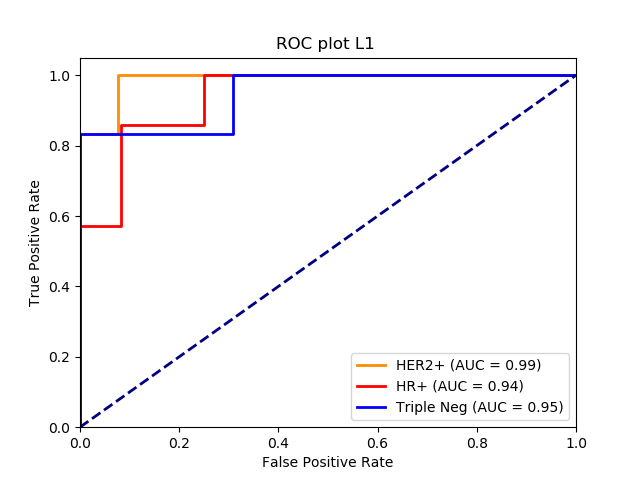 ROC plot L1
True Positive Rate
1.0
0.8
0.6
0.4
0.2
0.0
0.0 0.2 0.4 0.6 0.8 1.0
False Positive Rate
HER2+ (AUC = 0.99)
HR+ (AUC = 0.94)
Triple Neg (AUC = 0.95)